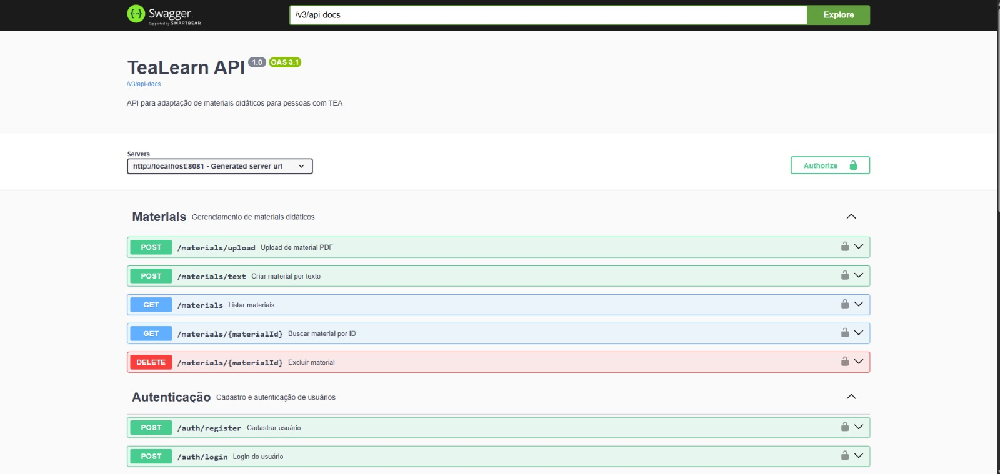 Swagger.
Supported by SMARTBEAR
/v3/api-docs
Explore
TeaLearn API 1.0 OAS 3.1
/v3/api-docs
API para adaptação de materiais didáticos para pessoas com TEA
Servers
http://localhost:8081 - Generated server url
Authorize
Materiais Gerenciamento de materiais didáticos
POST /materials/upload Upload de material PDF
POST /materials/text Criar material por texto
GET /materials Listar materiais
GET /materials/{materialId} Buscar material por ID
DELETE /materials/{materialId} Excluir material
Autenticação Cadastro e autenticação de usuários
POST /auth/register Cadastrar usuário
POST /auth/login Login do usuário